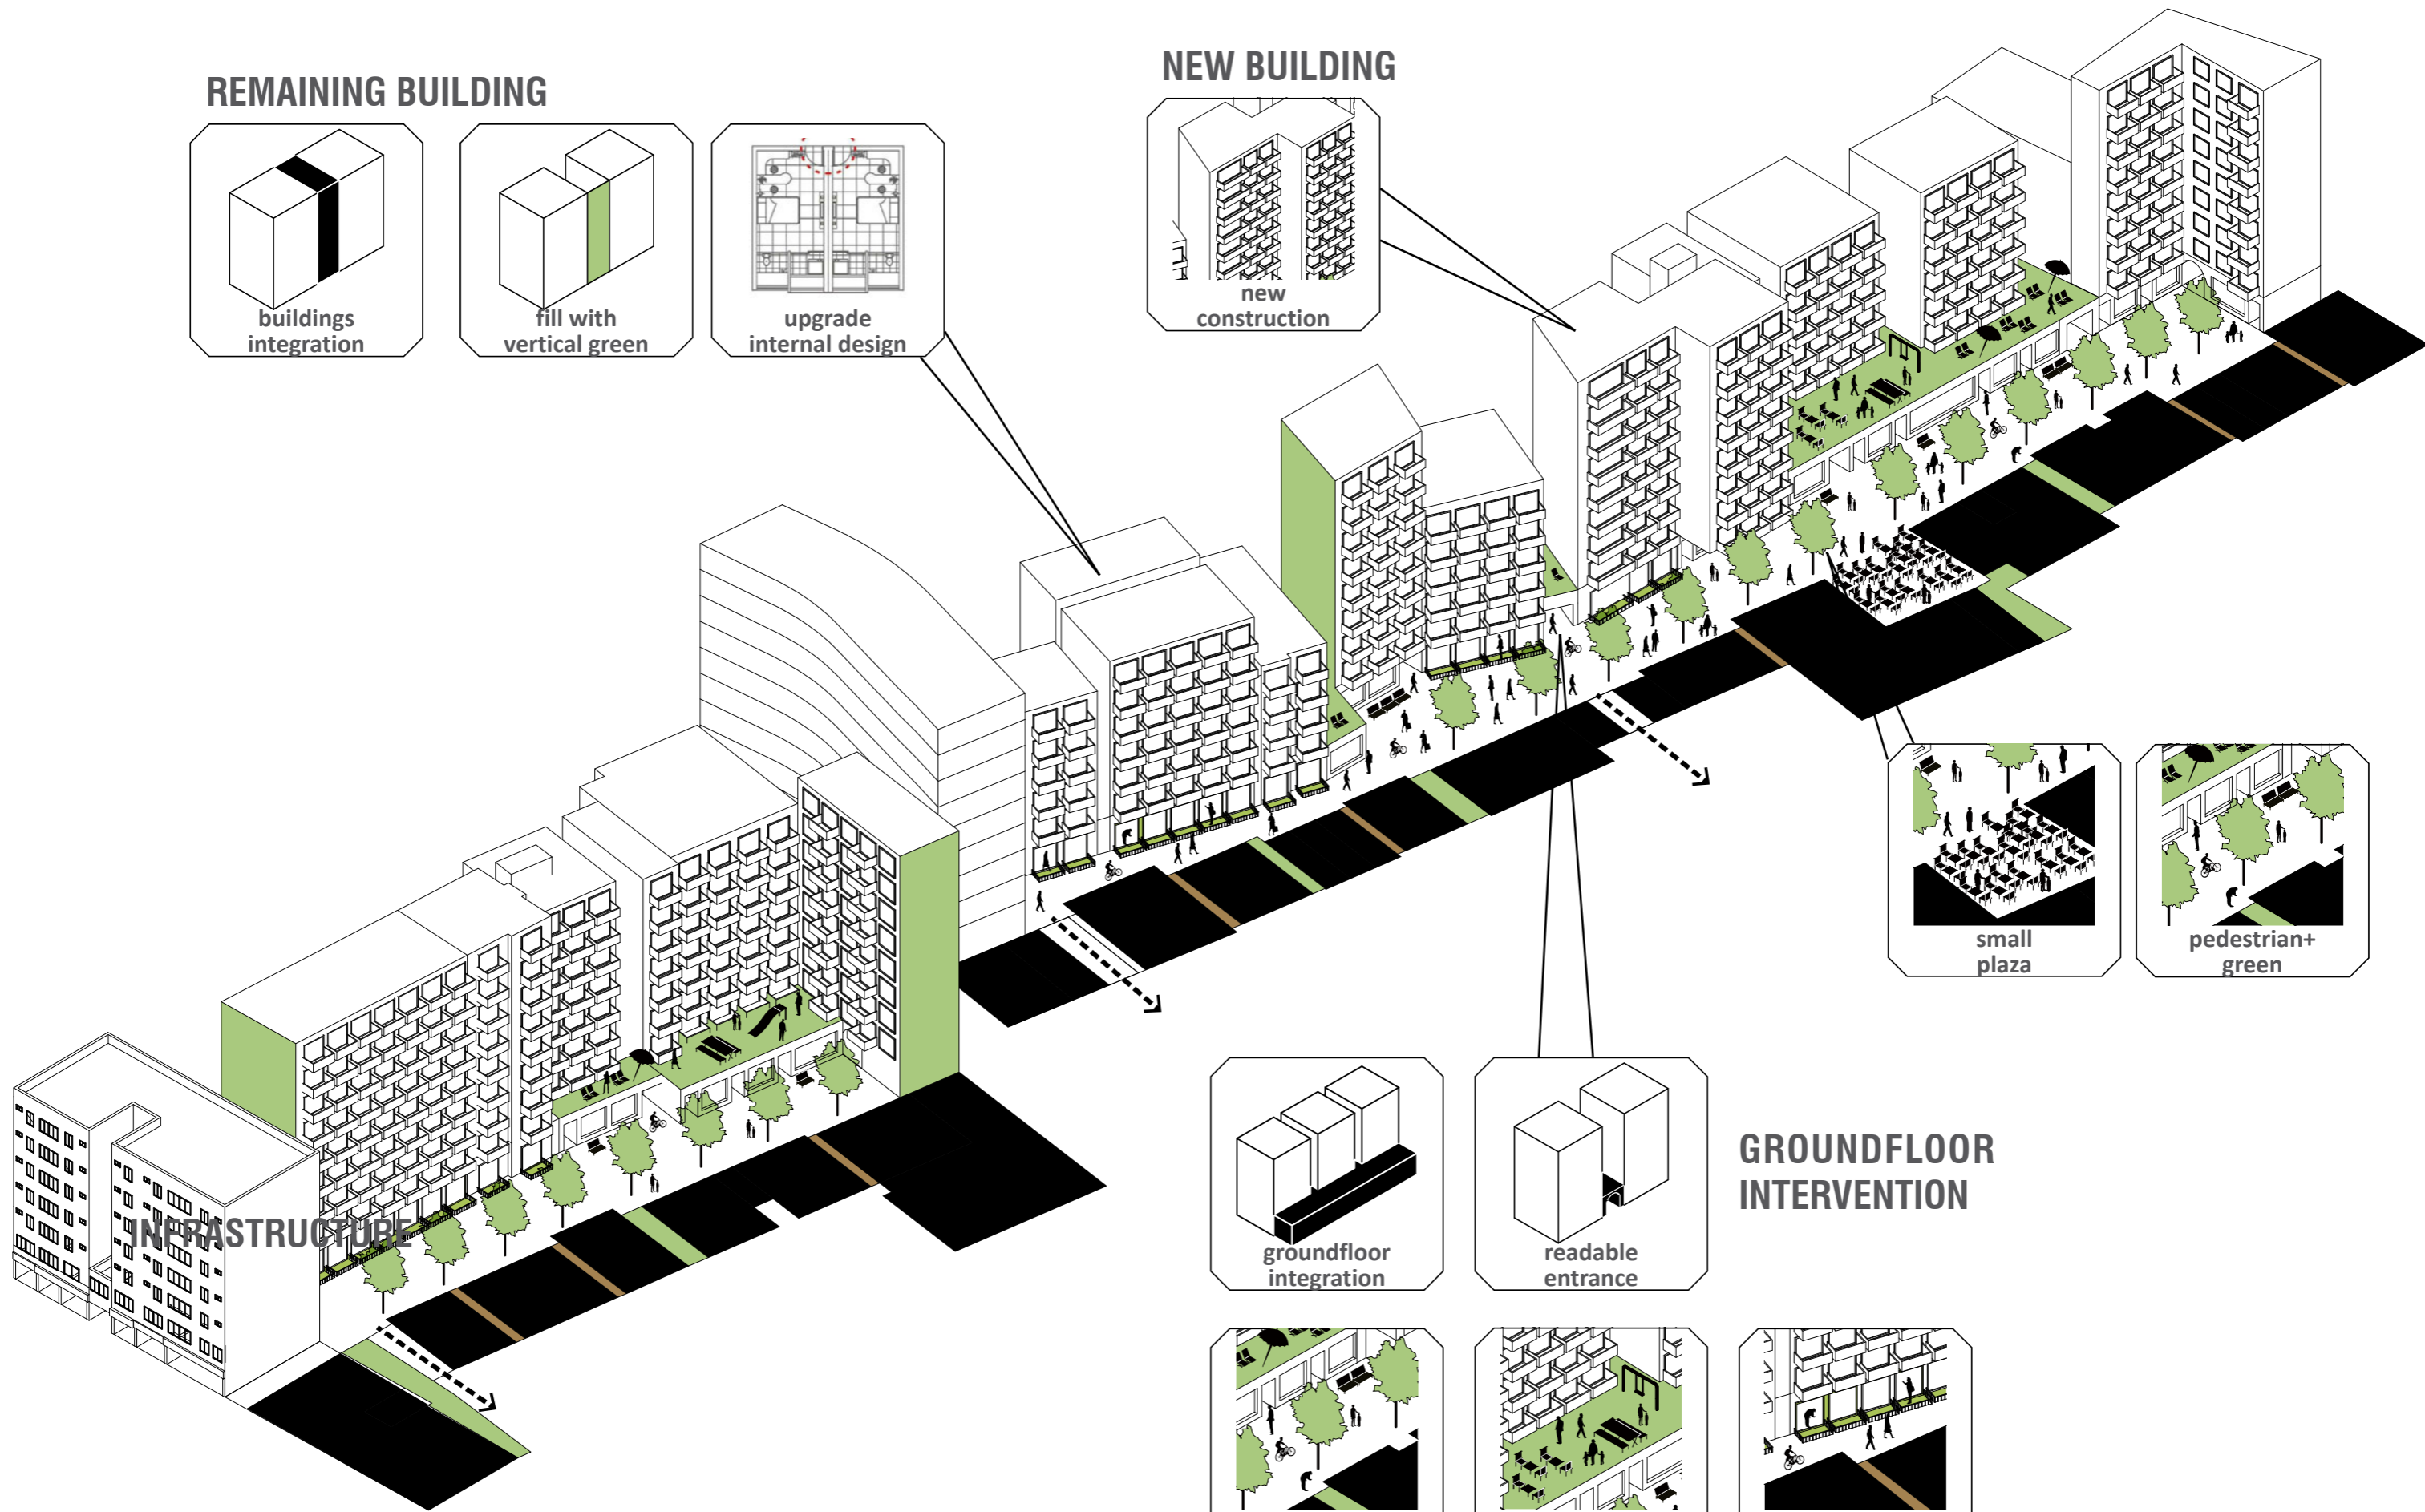 REMAINING BUILDING
buildings
integration
fill with
vertical green
upgrade
internal design
NEW BUILDING
new
construction
small
plaza
pedestrian+
green
INFRASTRUCTURE
groundfloor
integration
readable
entrance
GROUNDFLOOR
INTERVENTION